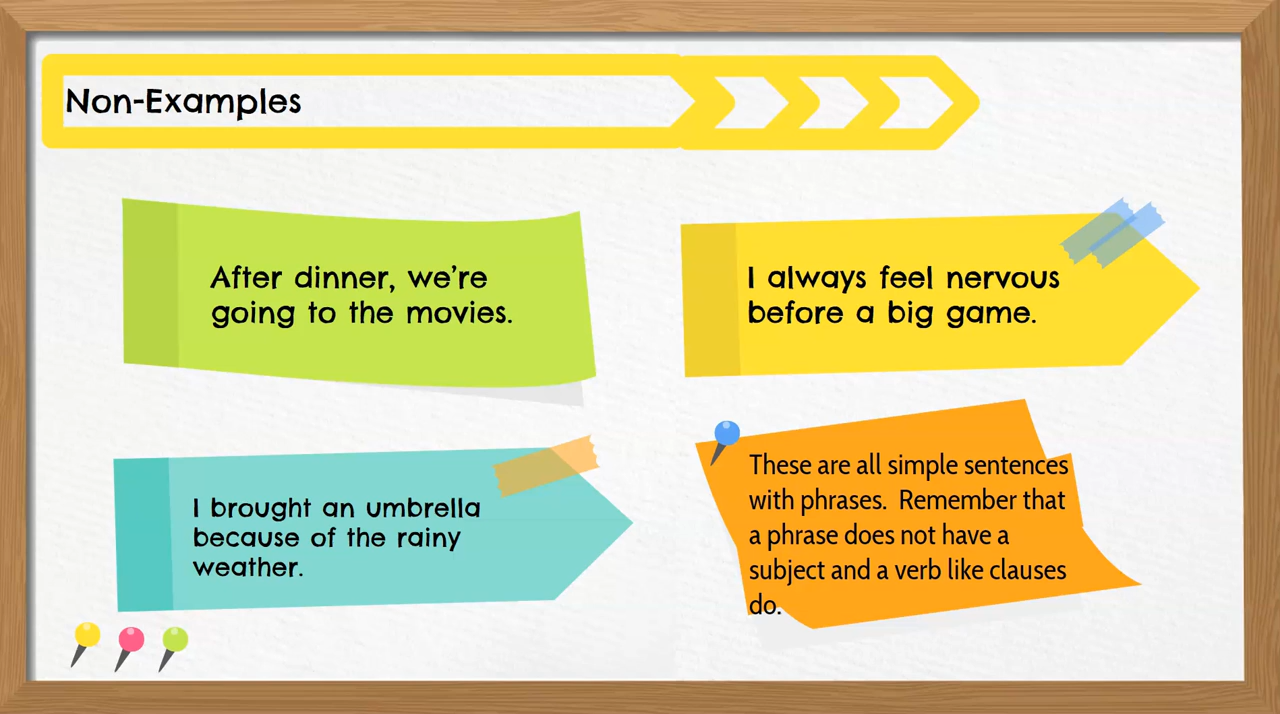 Non-Examples
After dinner, we're
going to the movies.
I always feel nervous
before a big game.
I brought an umbrella
because of the rainy
weather.
These are all simple sentences
with phrases.  Remember that
a phrase does not have a
subject and a verb like clauses
do.